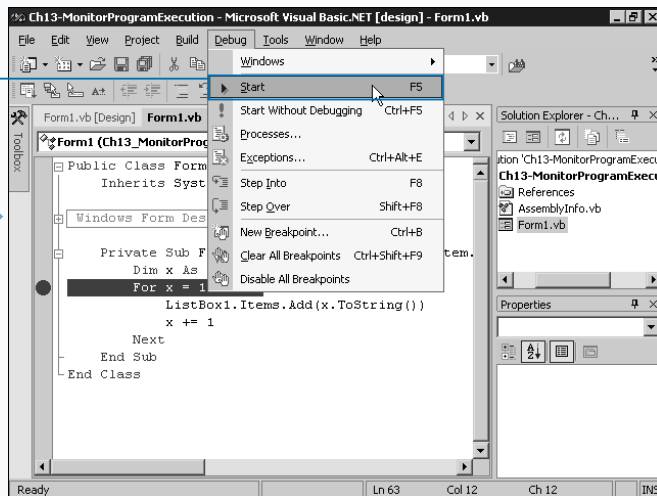 Ch13-MonitorProgramExecution - Microsoft Visual Basic.NET [design] - Form1.vb
File Edit View Project Build Debug Tools Window Help
Windows
Start F5
Start Without Debugging Ctrl+F5
Processes...
Exceptions... Ctrl+Alt+E
Step Into F8
Step Over Shift+F8
New Breakpoint... Ctrl+B
Clear All Breakpoints Ctrl+Shift+F9
Disable All Breakpoints
Toolbox
Form1.vb [Design] Form1.vb
Form1 (Ch13_MonitorProg
Public Class Form
Inherits Syst
Windows Form Des
Private Sub F
tem.
Dim x As
For x = 1
ListBox1.Items.Add(x.ToString())
x += 1
Next
End Sub
End Class
Solution Explorer - Ch...
ution 'Ch13-MonitorProgramExecu
Ch13-MonitorProgramExecu
References
AssemblyInfo.vb
Form1.vb
Properties
Ready Ln 63 Col 12 Ch 12 INS